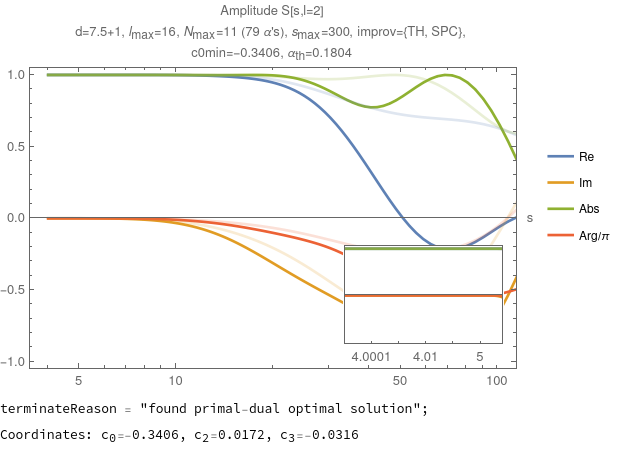 Amplitude S[s,l=2]
d=7.5+1, lmax=16, Nmax=11 (79 α's), smax=300, improv={TH, SPC},
c0min=−0.3406, αth=0.1804
1.0
0.5
0.0
−0.5
−1.0
s
Re
Im
Abs
Arg/π
4.0001 4.01 5
5 10 50 100
terminateReason = "found primal-dual optimal solution";
Coordinates: c0=-0.3406, c2=0.0172, c3=-0.0316